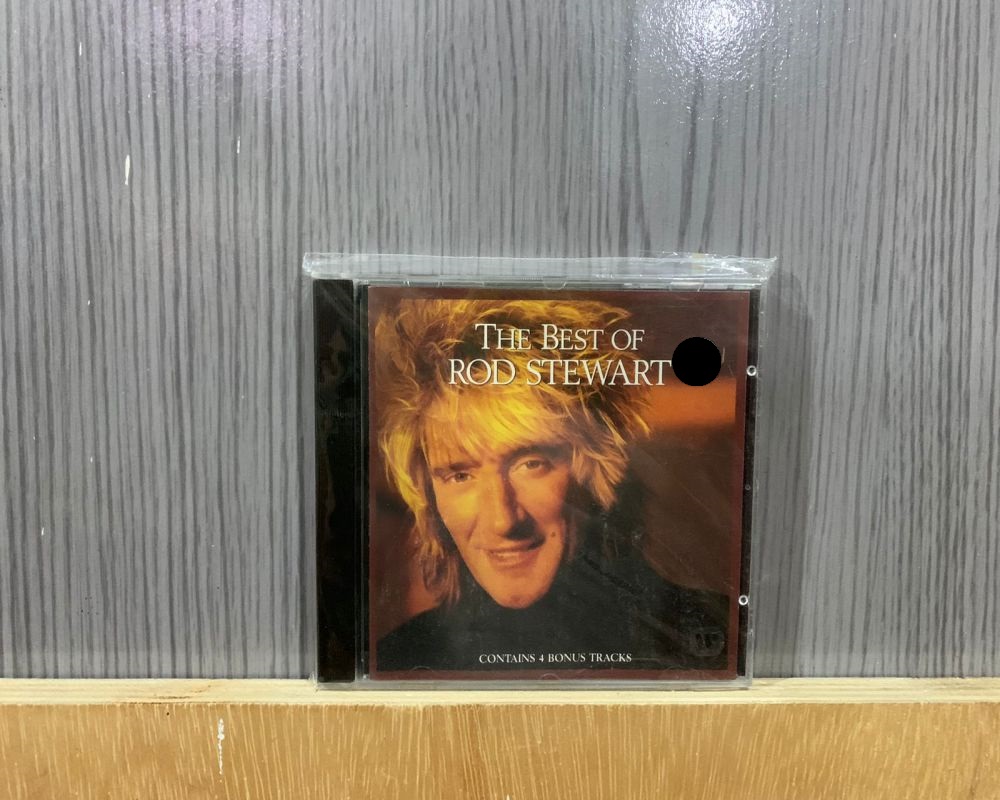 THE BEST OF
ROD STEWART
CONTAINS 4 BONUS TRACKS